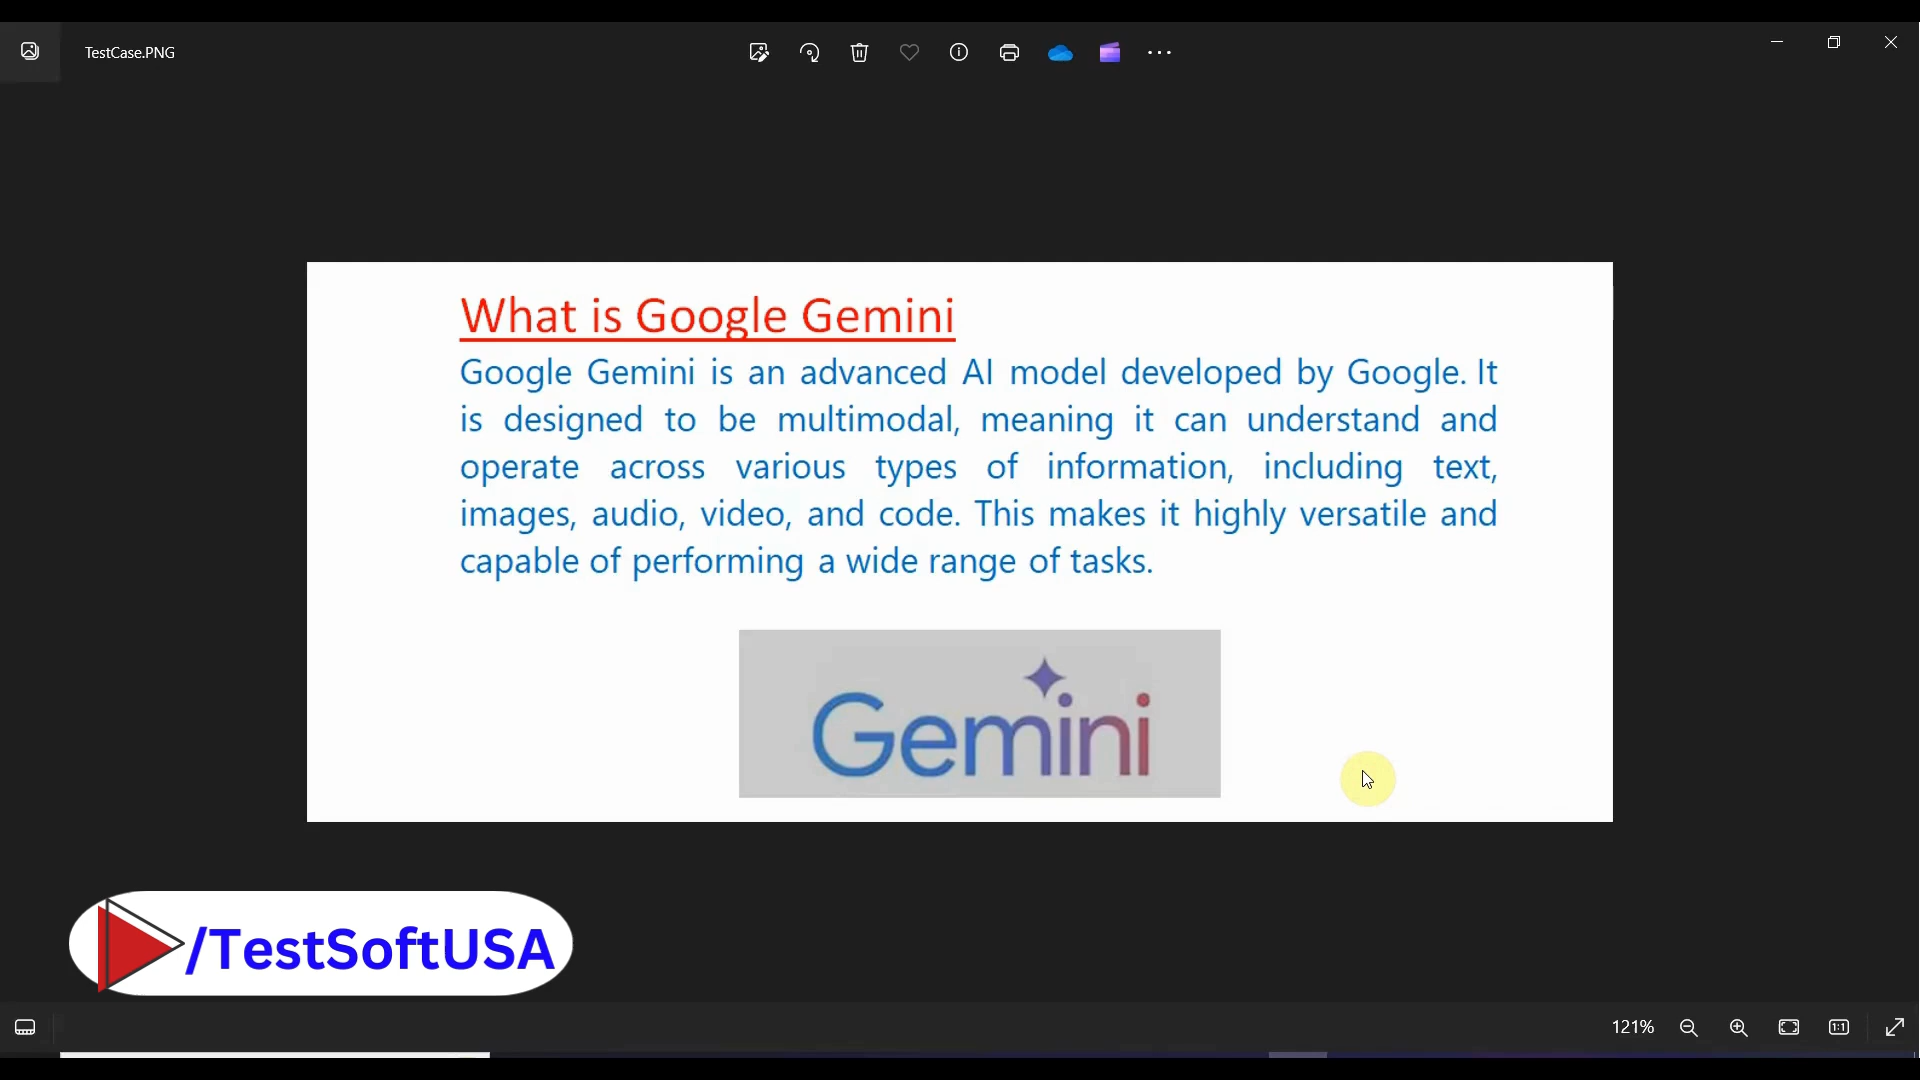 TestCase.PNG
What is Google Gemini
Google Gemini is an advanced AI model developed by Google. It
is designed to be multimodal, meaning it can understand and
operate across various types of information, including text,
images, audio, video, and code. This makes it highly versatile and
capable of performing a wide range of tasks.
Gemini
/TestSoftUSA
121%
1:1